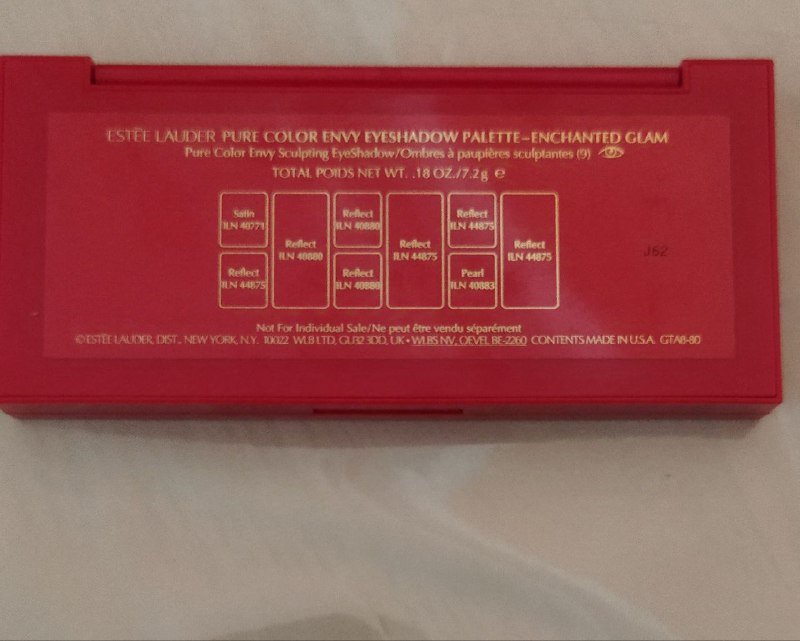 ESTÉE LAUDER PURE COLOR ENVY EYESHADOW PALETTE–ENCHANTED GLAM
Pure Color Envy Sculpting EyeShadow/Ombres à paupières sculptantes (9)
TOTAL POIDS NET WT. .18 OZ./7.2 g ℮
Satin
ILN 40771
Reflect
ILN 44875
Reflect
ILN 40880
Reflect
ILN 40880
Reflect
ILN 40880
Reflect
ILN 44875
Reflect
ILN 44875
Pearl
ILN 40883
Reflect
ILN 44875
J62
Not For Individual Sale/Ne peut être vendu séparément
©ESTÉE LAUDER, DIST., NEW YORK, N.Y. 10022 WLB LTD, GU32 3DD, UK • WLBS NV, OEVEL BE-2260 CONTENTS MADE IN U.S.A. GTA8-80